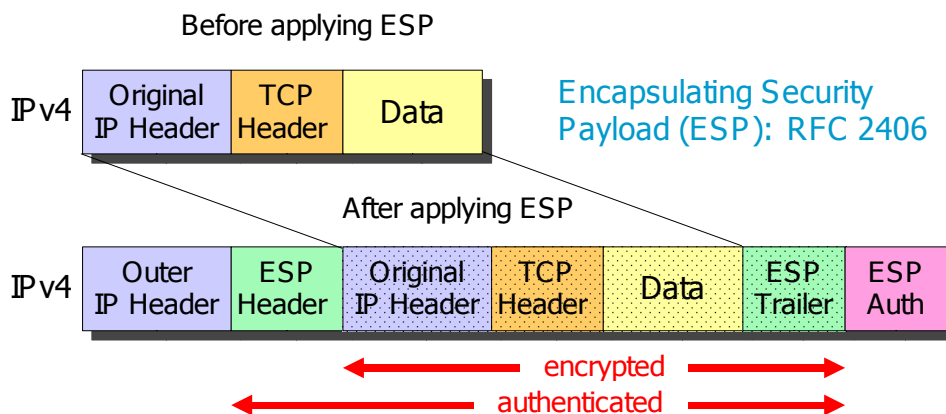 Before applying ESP
IPv4
Original
IP Header
TCP
Header
Data
Encapsulating Security
Payload (ESP): RFC 2406
After applying ESP
IPv4
Outer
IP Header
ESP
Header
Original
IP Header
TCP
Header
Data
ESP
Trailer
ESP
Auth
encrypted
authenticated